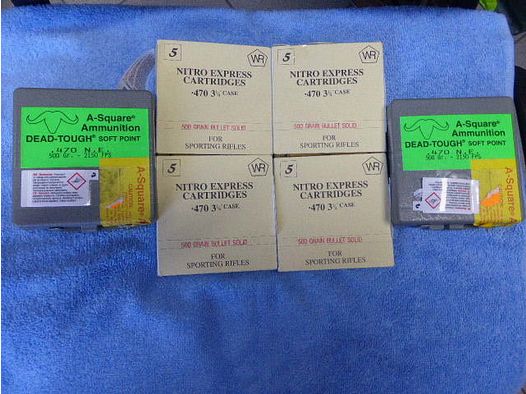 A-Square®
Ammunition
DEAD-TOUGH® SOFT POINT
.470 N.E.
500 Gr. - 2150 FPS
A-Square
5
WR
NITRO EXPRESS
CARTRIDGES
·470 3¼ CASE
500 GRAIN BULLET SOLID
FOR
SPORTING RIFLES
5
WR
NITRO EXPRESS
CARTRIDGES
·470 3¼ CASE
500 GRAIN BULLET SOLID
FOR
SPORTING RIFLES
5
WR
NITRO EXPRESS
CARTRIDGES
·470 3¼ CASE
500 GRAIN BULLET SOLID
FOR
SPORTING RIFLES
5
WR
NITRO EXPRESS
CARTRIDGES
·470 3¼ CASE
500 GRAIN BULLET SOLID
FOR
SPORTING RIFLES
A-Square®
Ammunition
DEAD-TOUGH® SOFT POINT
.470 N.E.
500 Gr. - 2150 FPS
A-Square